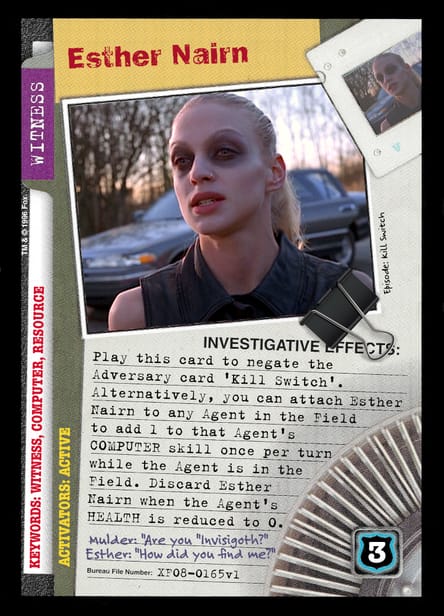 Esther Nairn
WITNESS
TM & © 1996 Fox
KEYWORDS: WITNESS, COMPUTER, RESOURCE
ACTIVATORS: ACTIVE
Episode: Kill Switch
INVESTIGATIVE EFFECTS:
Play this card to negate the
Adversary card 'Kill Switch'.
Alternatively, you can attach Esther
Nairn to any Agent in the Field
to add 1 to that Agent's
COMPUTER skill once per turn
while the Agent is in the
Field. Discard Esther
Nairn when the Agent's
HEALTH is reduced to 0.
Mulder: "Are you "Invisigoth?"
Esther: "How did you find me?"
Bureau File Number: XF08-0165v1
3